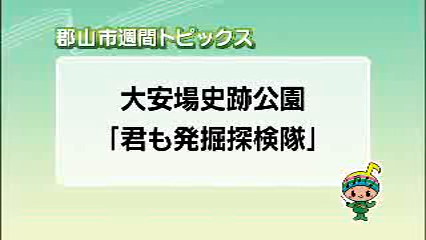 郡山市週間トピックス
大安場史跡公園
「君も発掘探検隊」